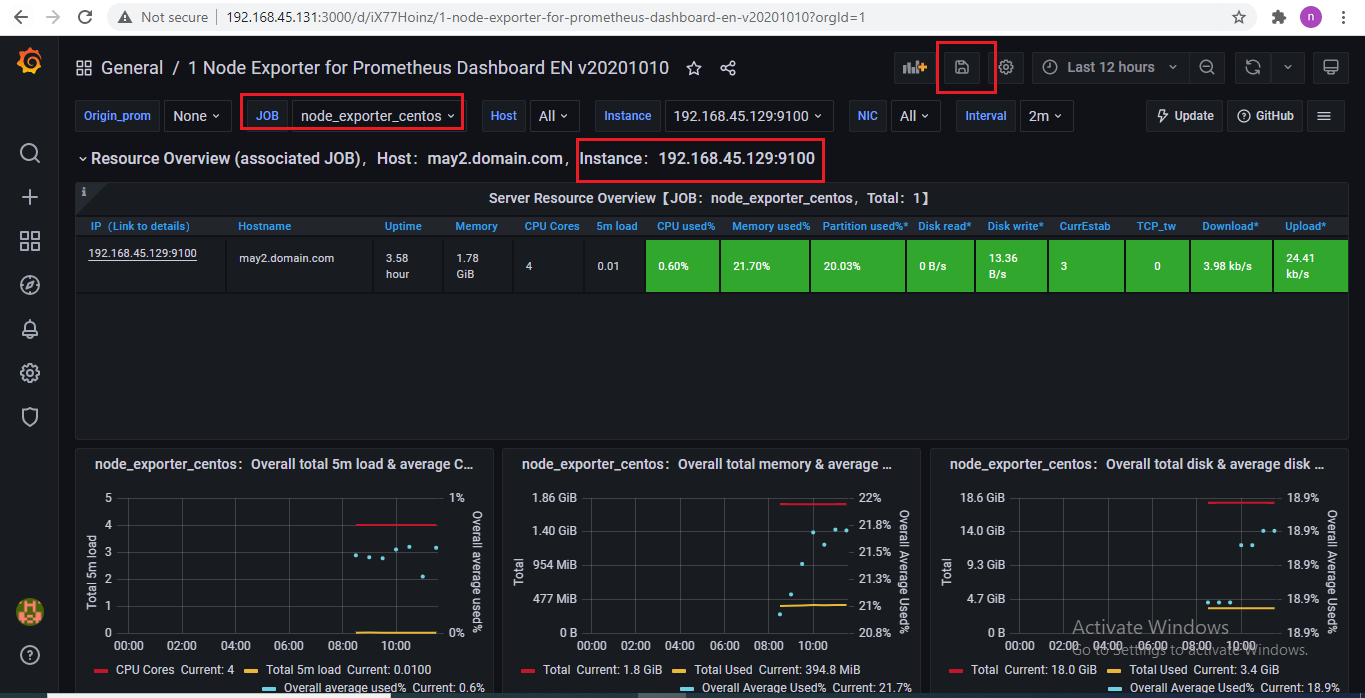 Not secure 192.168.45.131:3000/d/iX77Hoinz/1-node-exporter-for-prometheus-dashboard-en-v20201010?orgId=1 n
General / 1 Node Exporter for Prometheus Dashboard EN v20201010 Last 12 hours
Origin_prom None JOB node_exporter_centos Host All Instance 192.168.45.129:9100 NIC All Interval 2m Update GitHub
Resource Overview (associated JOB)，Host：may2.domain.com，Instance：192.168.45.129:9100
i
Server Resource Overview【JOB：node_exporter_centos，Total：1】
IP（Link to details） Hostname Uptime Memory CPU Cores 5m load CPU used% Memory used% Partition used%* Disk read* Disk write* CurrEstab TCP_tw Download* Upload*
192.168.45.129:9100 may2.domain.com 3.58 hour 1.78 GiB 4 0.01 0.60% 21.70% 20.03% 0 B/s 13.36 B/s 3 0 3.98 kb/s 24.41 kb/s
node_exporter_centos：Overall total 5m load & average C...
5
4
3
2
1
0
Total 5m load
1%
0%
Overall average used%
00:00 02:00 04:00 06:00 08:00 10:00
CPU Cores Current: 4 Total 5m load Current: 0.0100
Overall average used% Current: 0.6%
node_exporter_centos：Overall total memory & average ...
1.86 GiB
1.40 GiB
954 MiB
477 MiB
0 B
Total
22%
21.8%
21.5%
21.3%
21%
20.8%
Overall Average Used%
00:00 02:00 04:00 06:00 08:00 10:00
Total Current: 1.8 GiB Total Used Current: 394.8 MiB
Overall Average Used% Current: 21.7%
node_exporter_centos：Overall total disk & average disk ...
18.6 GiB
14.0 GiB
9.3 GiB
4.7 GiB
0 B
Total
18.9%
18.9%
18.9%
18.9%
18.9%
Overall Average Used%
00:00 02:00 04:00 06:00 08:00 10:00
Total Current: 18.0 GiB Total Used Current: 3.4 GiB
Overall Average Used% Current: 18.9%
Activate Windows
Go to Settings to activate Windows.